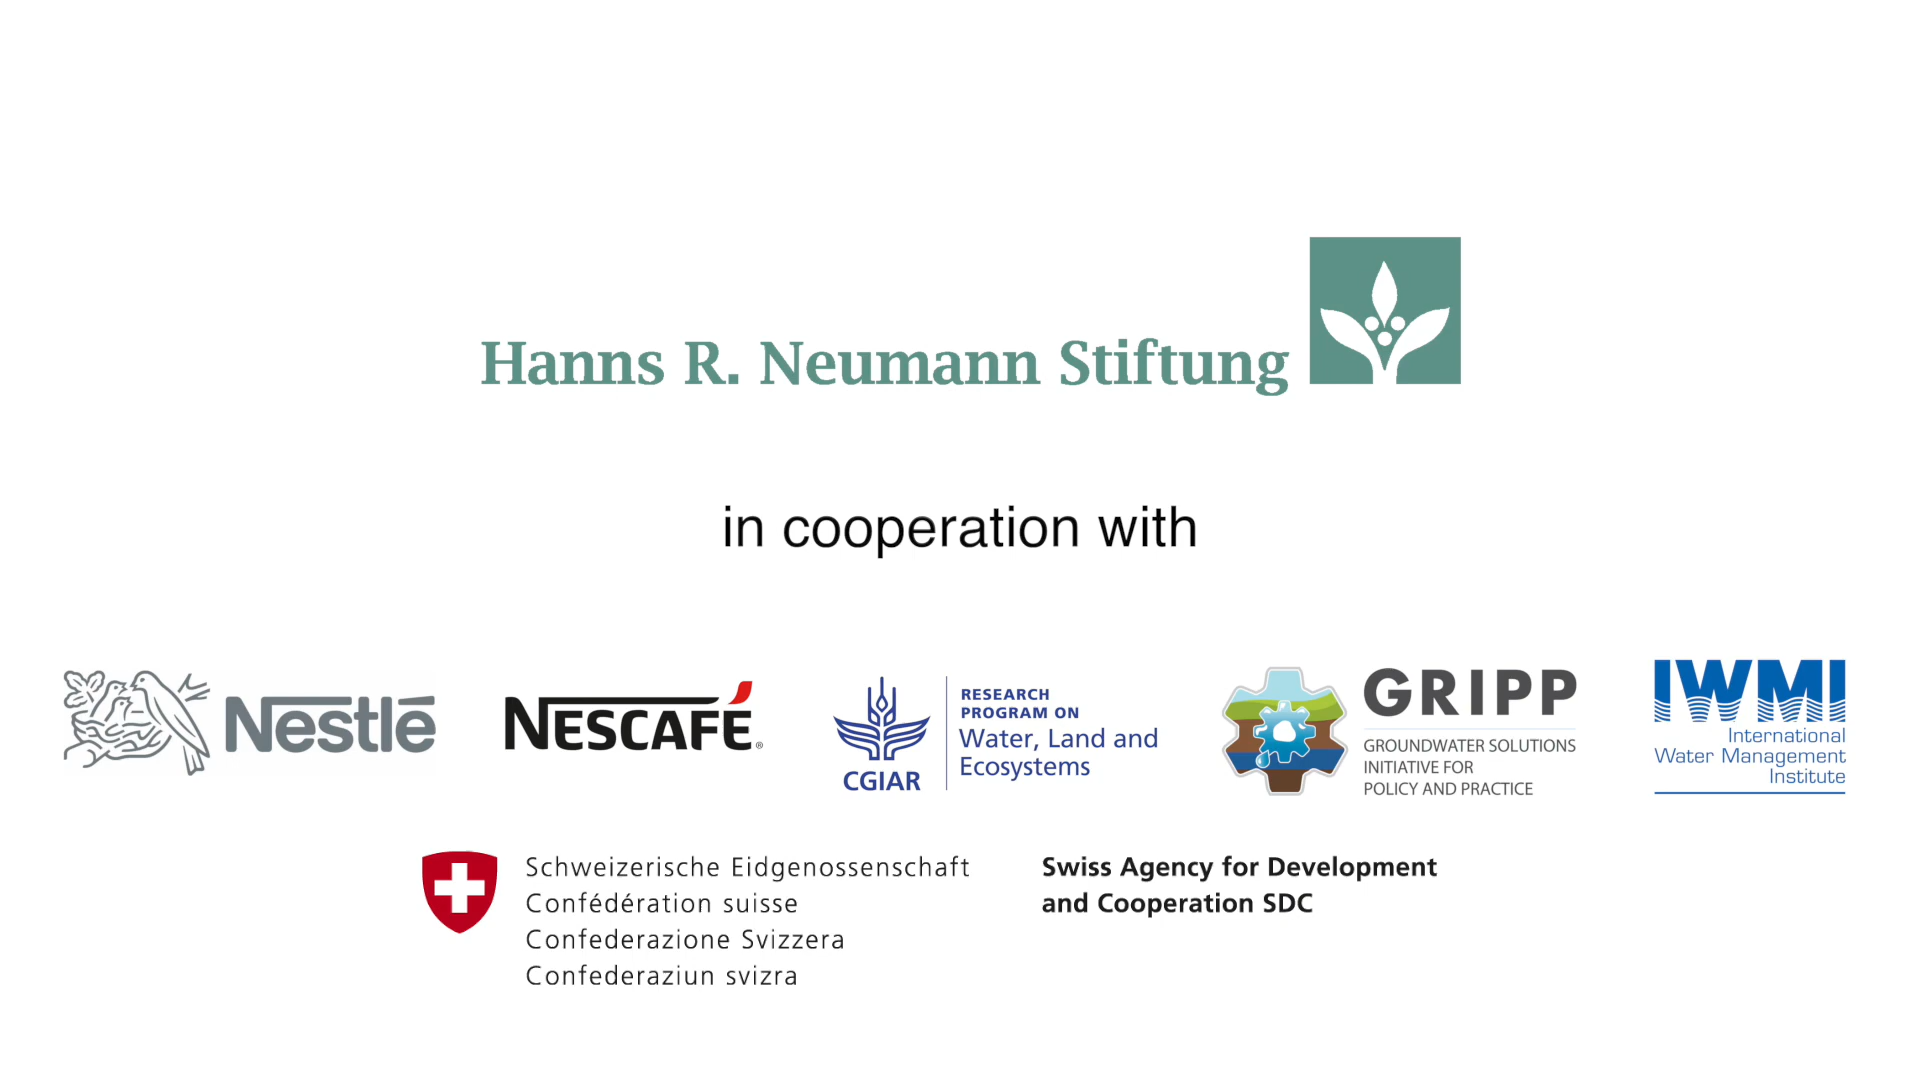 Hanns R. Neumann Stiftung
in cooperation with
Nestlé
NESCAFÉ®
CGIAR
RESEARCH
PROGRAM ON
Water, Land and
Ecosystems
GRIPP
GROUNDWATER SOLUTIONS
INITIATIVE FOR
POLICY AND PRACTICE
IWMI
International
Water Management
Institute
Schweizerische Eidgenossenschaft
Confédération suisse
Confederazione Svizzera
Confederaziun svizra
Swiss Agency for Development
and Cooperation SDC